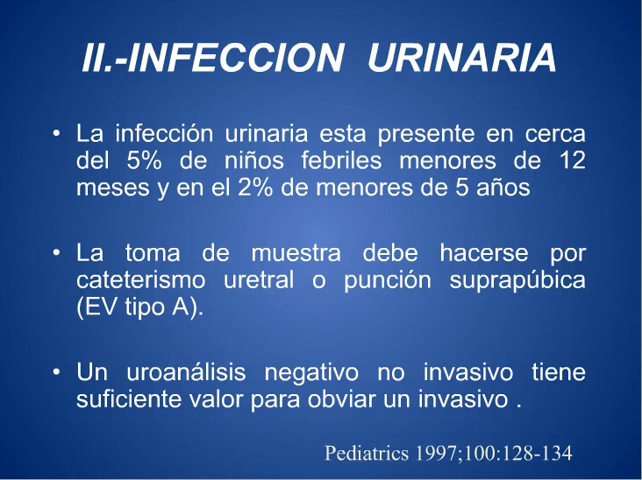 II.-INFECCION URINARIA
• La infección urinaria esta presente en cerca
del 5% de niños febriles menores de 12
meses y en el 2% de menores de 5 años
• La toma de muestra debe hacerse por
cateterismo uretral o punción suprapúbica
(EV tipo A).
• Un uroanálisis negativo no invasivo tiene
suficiente valor para obviar un invasivo .
Pediatrics 1997;100:128-134